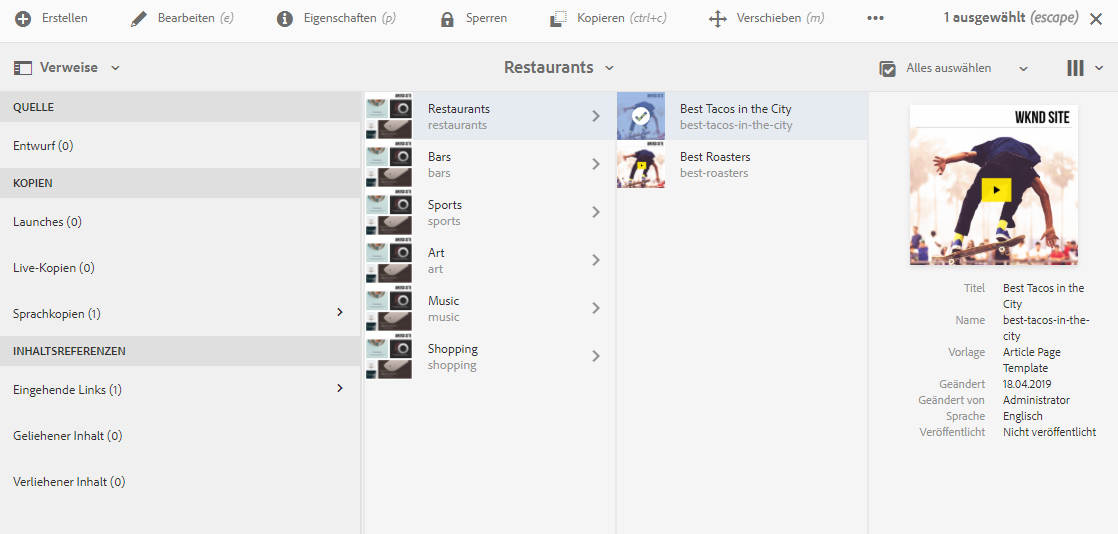 Erstellen Bearbeiten (e) Eigenschaften (p) Sperren Kopieren (ctrl+c) Verschieben (m) ••• 1 ausgewählt (escape)
Verweise Restaurants Alles auswählen
QUELLE
Entwurf (0)
KOPIEN
Launches (0)
Live-Kopien (0)
Sprachkopien (1)
INHALTSREFERENZEN
Eingehende Links (1)
Geliehener Inhalt (0)
Verliehener Inhalt (0)
Restaurants
restaurants
Bars
bars
Sports
sports
Art
art
Music
music
Shopping
shopping
Best Tacos in the City
best-tacos-in-the-city
Best Roasters
best-roasters
WKND SITE
Titel Best Tacos in the
City
Name best-tacos-in-the-
city
Vorlage Article Page
Template
Geändert 18.04.2019
Geändert von Administrator
Sprache Englisch
Veröffentlicht Nicht veröffentlicht